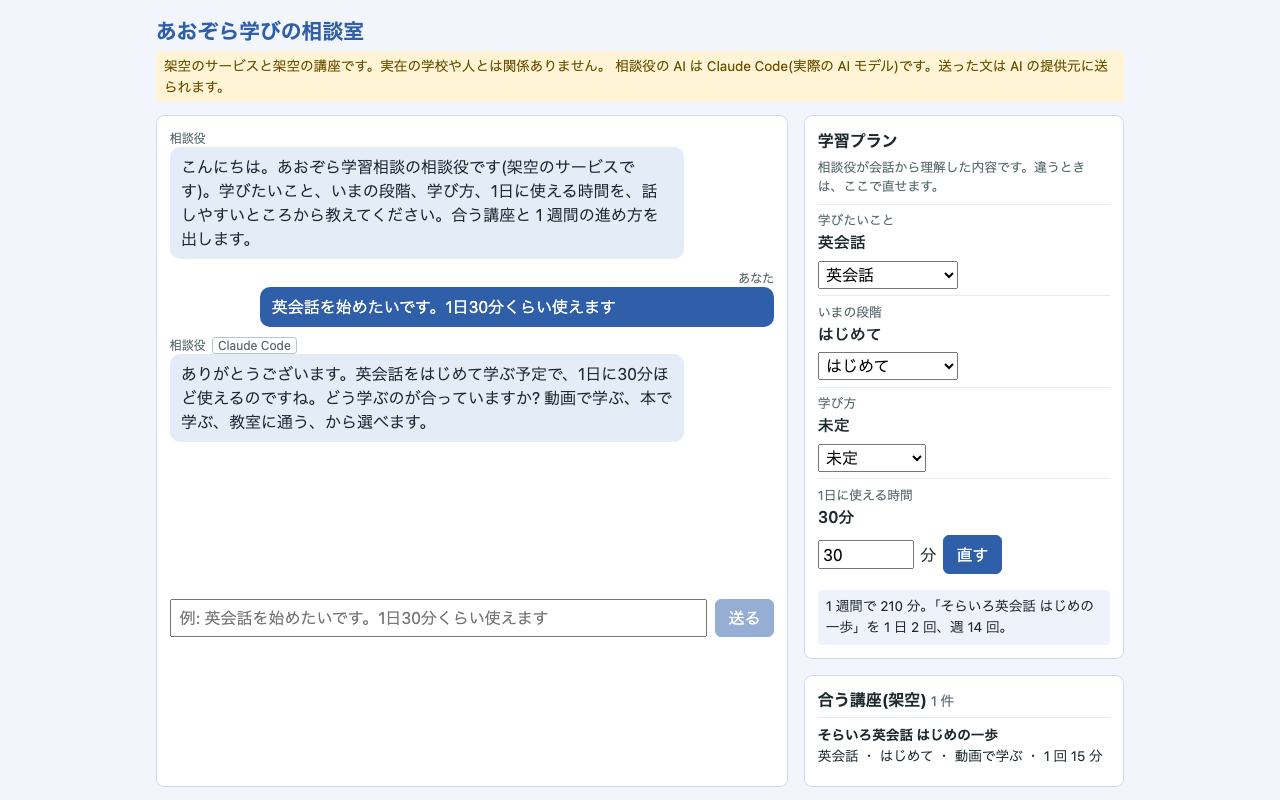 あおぞら学びの相談室
架空のサービスと架空の講座です。実在の学校や人とは関係ありません。 相談役の AI は Claude Code(実際の AI モデル)です。送った文は AI の提供元に送
られます。
相談役
こんにちは。あおぞら学習相談の相談役です(架空のサービスで
す)。学びたいこと、いまの段階、学び方、1日に使える時間を、話
しやすいところから教えてください。合う講座と 1 週間の進め方を
出します。
あなた
英会話を始めたいです。1日30分くらい使えます
相談役 Claude Code
ありがとうございます。英会話をはじめて学ぶ予定で、1日に30分ほ
ど使えるのですね。どう学ぶのが合っていますか? 動画で学ぶ、本で
学ぶ、教室に通う、から選べます。
例: 英会話を始めたいです。1日30分くらい使えます
送る
学習プラン
相談役が会話から理解した内容です。違うとき
は、ここで直せます。
学びたいこと
英会話
英会話
いまの段階
はじめて
はじめて
学び方
未定
未定
1日に使える時間
30分
30 分 直す
1 週間で 210 分。「そらいろ英会話 はじめの
一歩」を 1 日 2 回、週 14 回。
合う講座(架空) 1 件
そらいろ英会話 はじめの一歩
英会話 ・ はじめて ・ 動画で学ぶ ・ 1 回 15 分